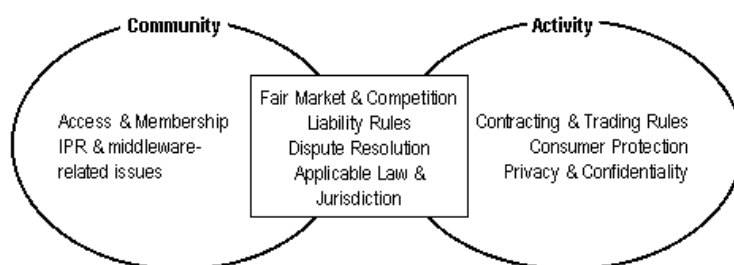 Community
Activity
Access & Membership
IPR & middleware-
related issues
Fair Market & Competition
Liability Rules
Dispute Resolution
Applicable Law &
Jurisdiction
Contracting & Trading Rules
Consumer Protection
Privacy & Confidentiality